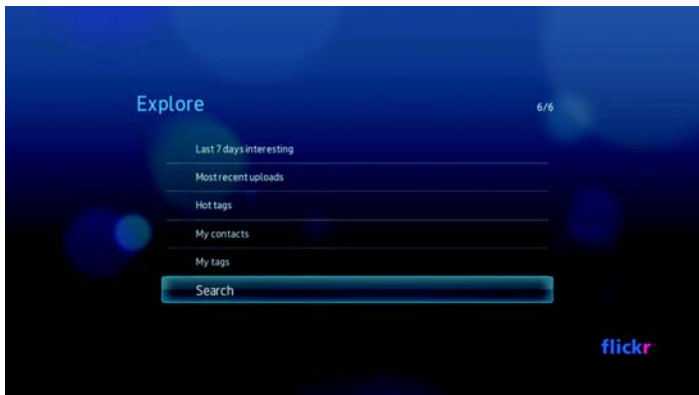 Explore
6/6
Last 7 days interesting
Most recent uploads
Hot tags
My contacts
My tags
Search
flickr